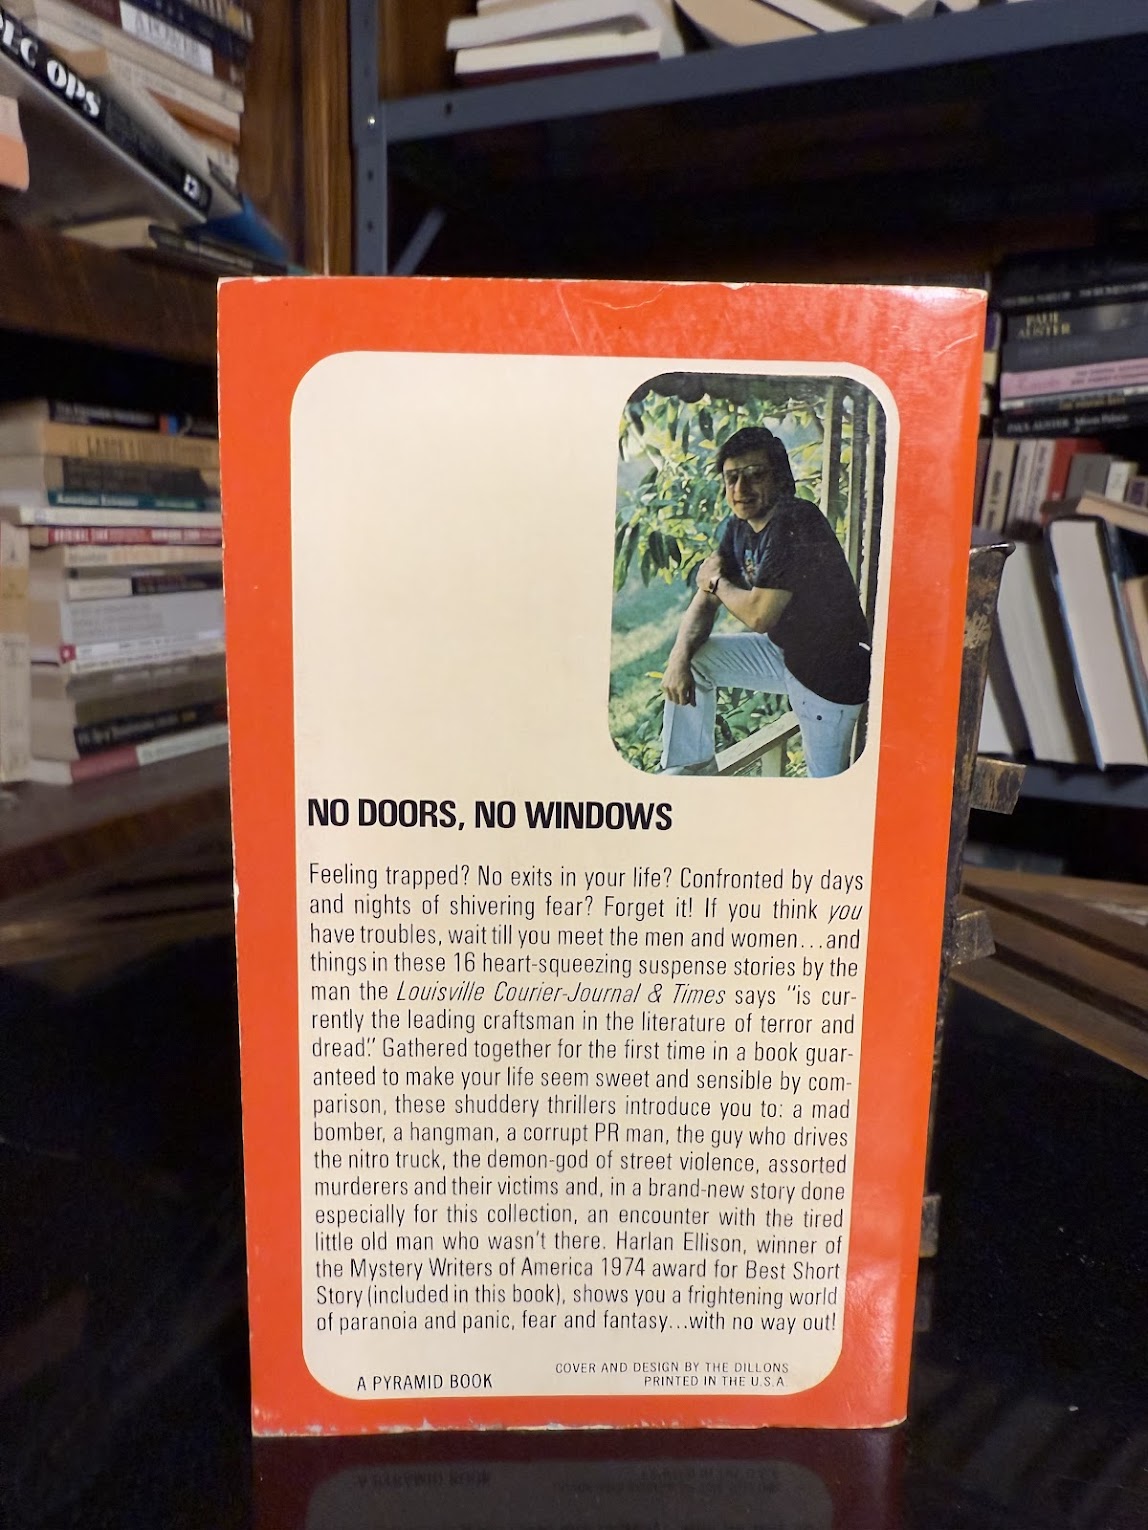 EC OPS
PAUL
AUSTER
PAUL AUSTER
NO DOORS, NO WINDOWS
Feeling trapped? No exits in your life? Confronted by days
and nights of shivering fear? Forget it! If you think you
have troubles, wait till you meet the men and women...and
things in these 16 heart-squeezing suspense stories by the
man the Louisville Courier-Journal & Times says "is cur-
rently the leading craftsman in the literature of terror and
dread." Gathered together for the first time in a book guar-
anteed to make your life seem sweet and sensible by com-
parison, these shuddery thrillers introduce you to: a mad
bomber, a hangman, a corrupt PR man, the guy who drives
the nitro truck, the demon-god of street violence, assorted
murderers and their victims and, in a brand-new story done
especially for this collection, an encounter with the tired
little old man who wasn't there. Harlan Ellison, winner of
the Mystery Writers of America 1974 award for Best Short
Story (included in this book), shows you a frightening world
of paranoia and panic, fear and fantasy...with no way out!
COVER AND DESIGN BY THE DILLONS
A PYRAMID BOOK
PRINTED IN THE U.S.A.